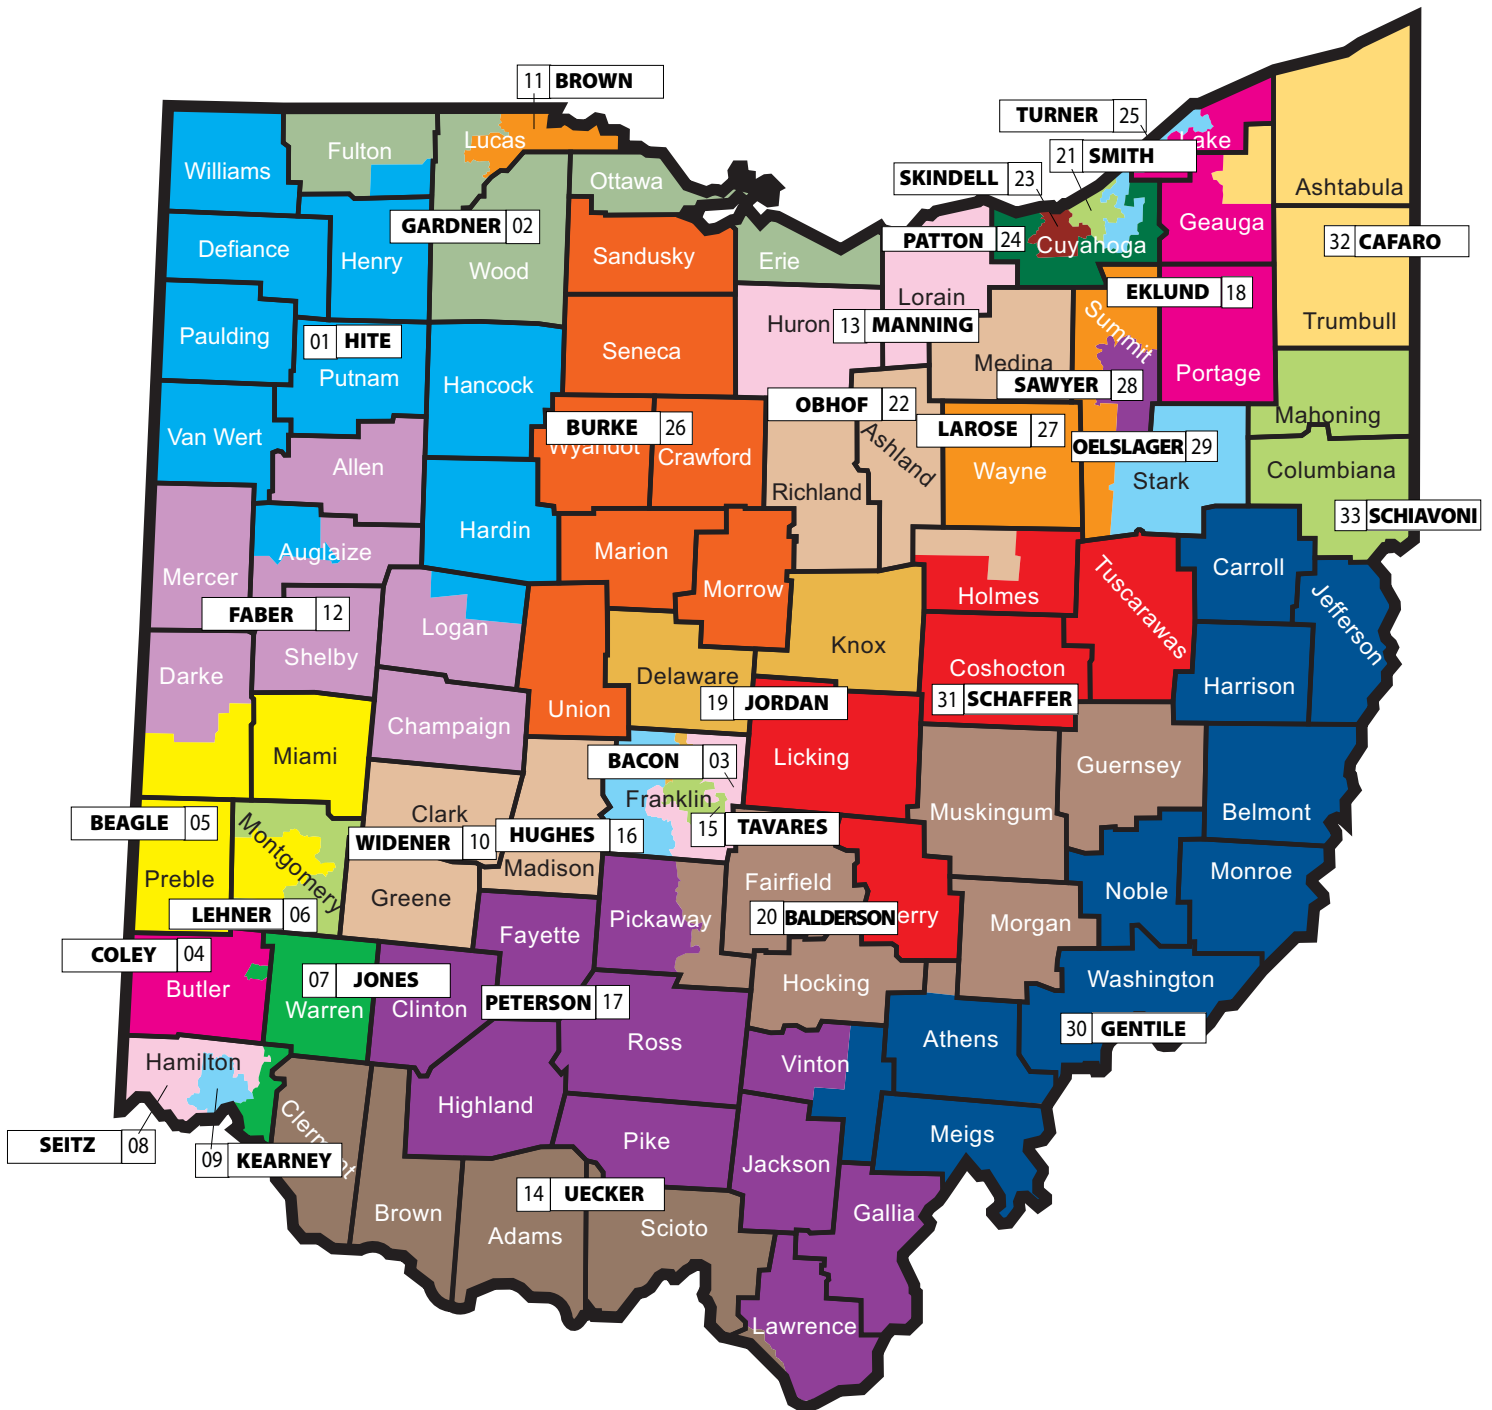 11 BROWN
TURNER 25
21 SMITH
Lucas
Fulton
ake
Williams
Ottawa
SKINDELL 23
Ashtabula
GARDNER 02
Geauga
PATTON 24
Cuyahoga
32 CAFARO
Defiance
Henry
Wood
Sandusky
Erie
EKLUND 18
Lorain
Paulding
01 HITE
Huron
13 MANNING
Summit
Trumbull
Seneca
Medina
Putnam
Hancock
SAWYER 28
Portage
OBHOF 22
Mahoning
Van Wert
BURKE 26
LAROSE 27
Wyandot
Crawford
Ashland
OELSLAGER 29
Allen
Wayne
Columbiana
Richland
Stark
33 SCHIAVONI
Hardin
Auglaize
Marion
Mercer
Morrow
Holmes
Tuscarawas
Carroll
Jefferson
FABER 12
Logan
Shelby
Knox
Darke
Delaware
Coshocton
Harrison
19 JORDAN
31 SCHAFFER
Union
Champaign
Miami
BACON 03
Licking
Guernsey
Franklin
Clark
Muskingum
Belmont
BEAGLE 05
Montgomery
WIDENER 10
HUGHES 16
15 TAVARES
Preble
Madison
Fairfield
Noble
Monroe
Greene
LEHNER 06
Pickaway
20 BALDERSON
erry
Morgan
Fayette
COLEY 04
07 JONES
Butler
Warren
Clinton
PETERSON 17
Hocking
Washington
30 GENTILE
Hamilton
Ross
Vinton
Athens
Highland
Clermont
SEITZ 08
09 KEARNEY
Pike
Jackson
Meigs
14 UECKER
Brown
Adams
Scioto
Gallia
Lawrence